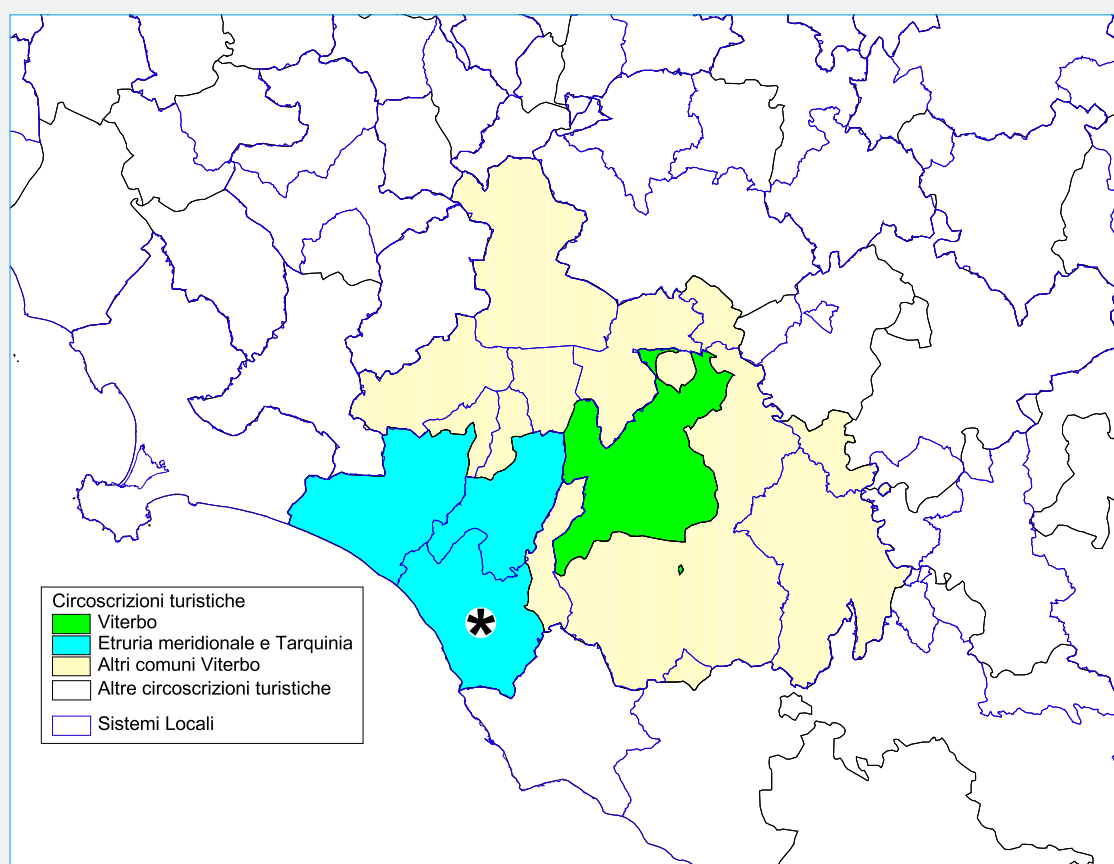 Circoscrizioni turistiche
Viterbo
Etruria meridionale e Tarquinia
Altri comuni Viterbo
Altre circoscrizioni turistiche
Sistemi Locali